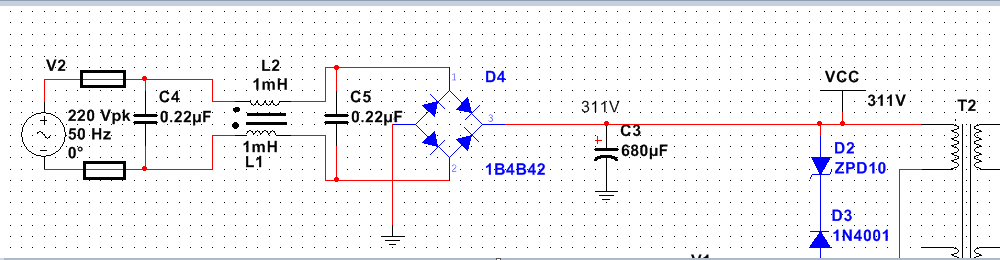 V2
220 Vpk
50 Hz
0°
C4
0.22µF
L2
1mH
1mH
L1
C5
0.22µF
D4
1
2
3
1B4B42
311V
C3
680µF
VCC
311V
D2
ZPD10
D3
1N4001
T2